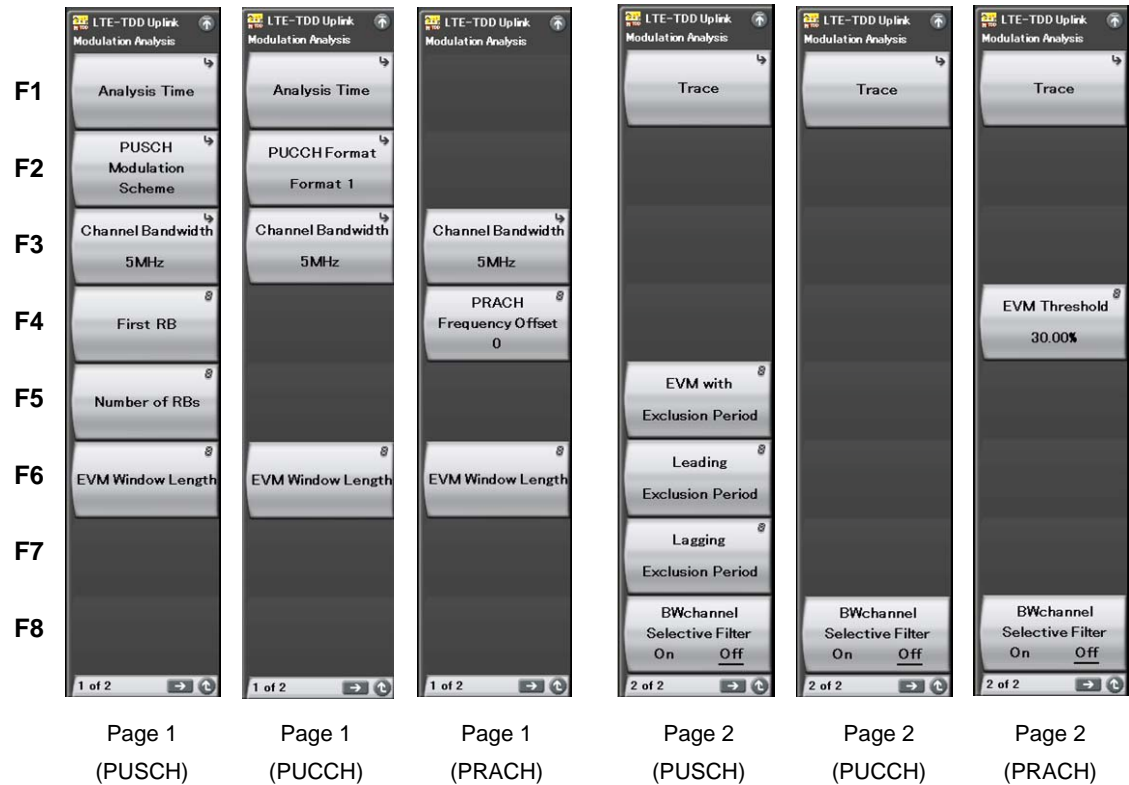 LTE-TDD Uplink
Modulation Analysis
Analysis Time
PUSCH
Modulation
Scheme
Channel Bandwidth
5MHz
First RB
Number of RBs
EVM Window Length
1 of 2
Page 1
(PUSCH)
LTE-TDD Uplink
Modulation Analysis
Analysis Time
PUCCH Format
Format 1
Channel Bandwidth
5MHz
EVM Window Length
1 of 2
Page 1
(PUCCH)
LTE-TDD Uplink
Modulation Analysis
Channel Bandwidth
5MHz
PRACH
Frequency Offset
0
EVM Window Length
1 of 2
Page 1
(PRACH)
LTE-TDD Uplink
Modulation Analysis
Trace
EVM with
Exclusion Period
Leading
Exclusion Period
Lagging
Exclusion Period
BWchannel
Selective Filter
On Off
2 of 2
Page 2
(PUSCH)
LTE-TDD Uplink
Modulation Analysis
Trace
BWchannel
Selective Filter
On Off
2 of 2
Page 2
(PUCCH)
LTE-TDD Uplink
Modulation Analysis
Trace
EVM Threshold
30.00%
BWchannel
Selective Filter
On Off
2 of 2
Page 2
(PRACH)
F1
F2
F3
F4
F5
F6
F7
F8